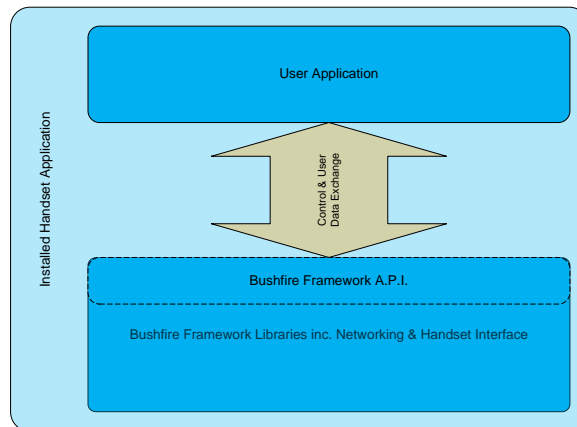 User Application
Installed Handset Application
Control & User
Data Exchange
Bushfire Framework A.P.I.
Bushfire Framework Libraries inc. Networking & Handset Interface